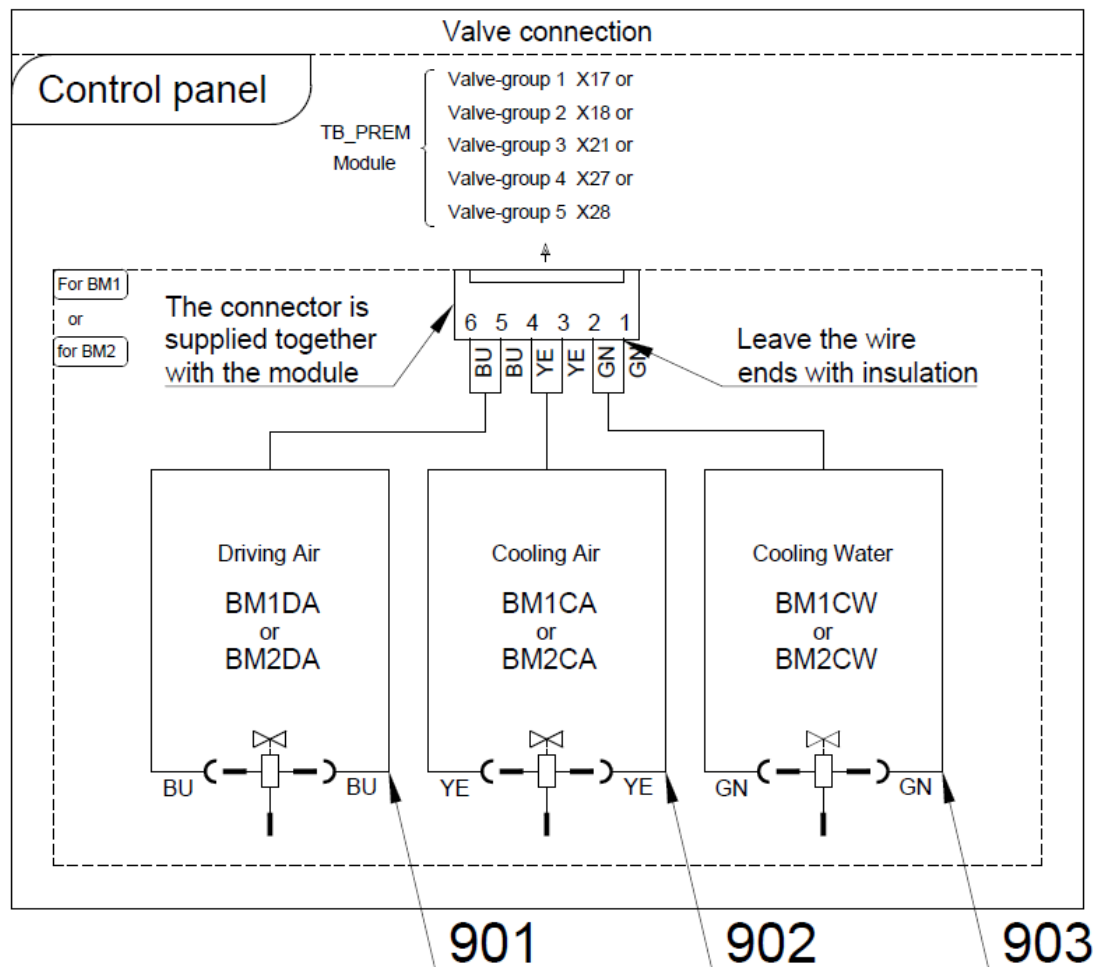 Valve connection
Control panel
TB_PREM
Module
Valve-group 1 X17 or
Valve-group 2 X18 or
Valve-group 3 X21 or
Valve-group 4 X27 or
Valve-group 5 X28
For BM1
or
for BM2
The connector is
supplied together
with the module
6 5 4 3 2 1
BU BU YE YE GN GN
Leave the wire
ends with insulation
Driving Air
BM1DA
or
BM2DA
Cooling Air
BM1CA
or
BM2CA
Cooling Water
BM1CW
or
BM2CW
BU BU YE YE GN GN
901 902 903